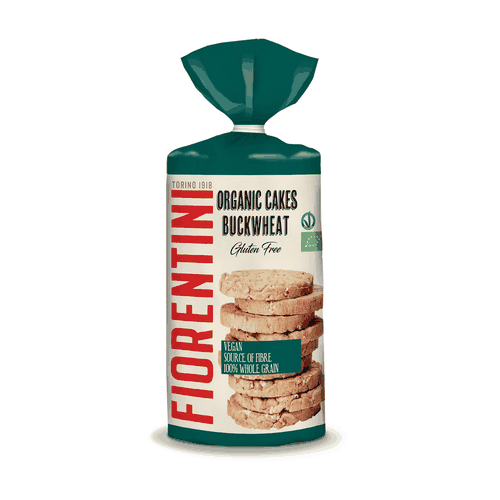 TORINO 1918
FIORENTINI
ORGANIC CAKES
BUCKWHEAT
Gluten Free
VEGAN
SOURCE OF FIBRE
100% WHOLE GRAIN